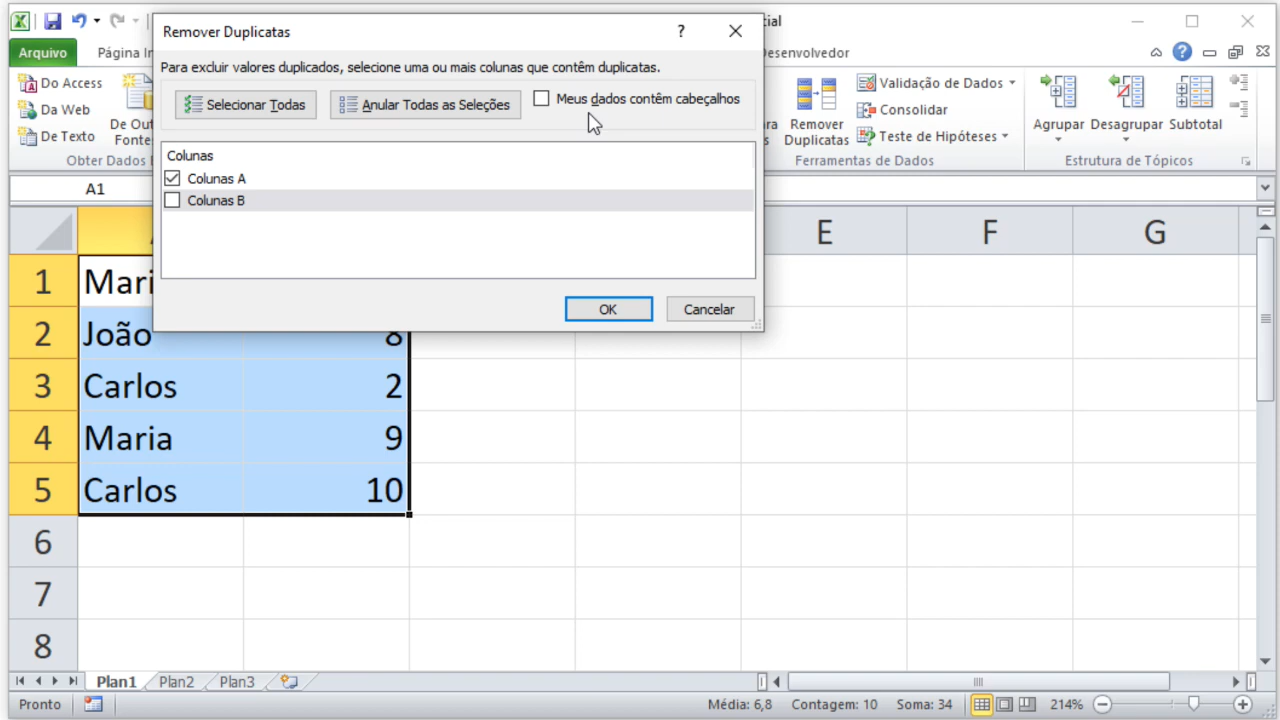 Remover Duplicatas
?
cial
Arquivo
Página In
Desenvolvedor
Para excluir valores duplicados, selecione uma ou mais colunas que contêm duplicatas.
Selecionar Todas
Anular Todas as Seleções
Meus dados contêm cabeçalhos
Colunas
Colunas A
Colunas B
OK
Cancelar
Do Access
Da Web
De Texto
De Out
Fonte
Obter Dados
ra
s
Remover
Duplicatas
Validação de Dados
Consolidar
Teste de Hipóteses
Ferramentas de Dados
Agrupar
Desagrupar
Subtotal
Estrutura de Tópicos
A1
E
F
G
1
Mari
2
João
8
3
Carlos
2
4
Maria
9
5
Carlos
10
6
7
8
Plan1
Plan2
Plan3
Pronto
Média: 6,8
Contagem: 10
Soma: 34
214%